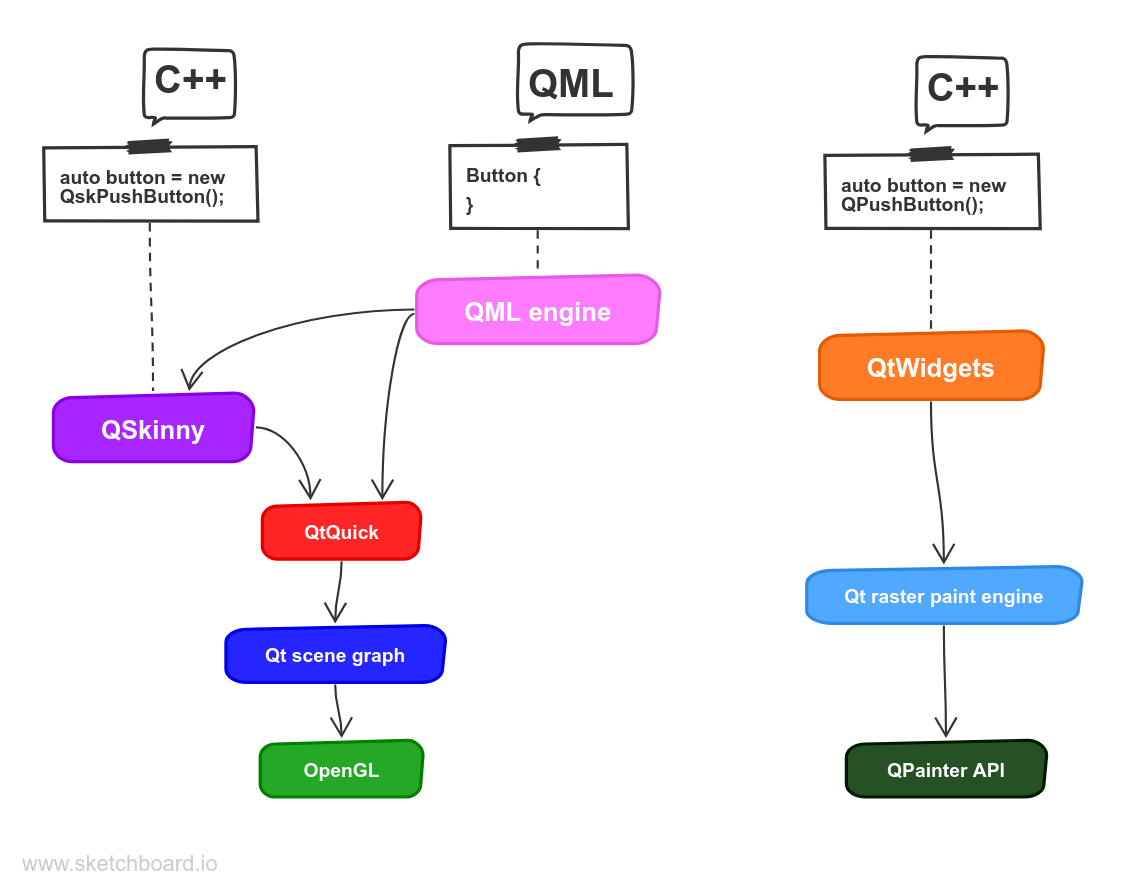 C++
QML
C++
auto button = new
QskPushButton();
Button {
}
auto button = new
QPushButton();
QML engine
QtWidgets
QSkinny
QtQuick
Qt raster paint engine
Qt scene graph
OpenGL
QPainter API
www.sketchboard.io